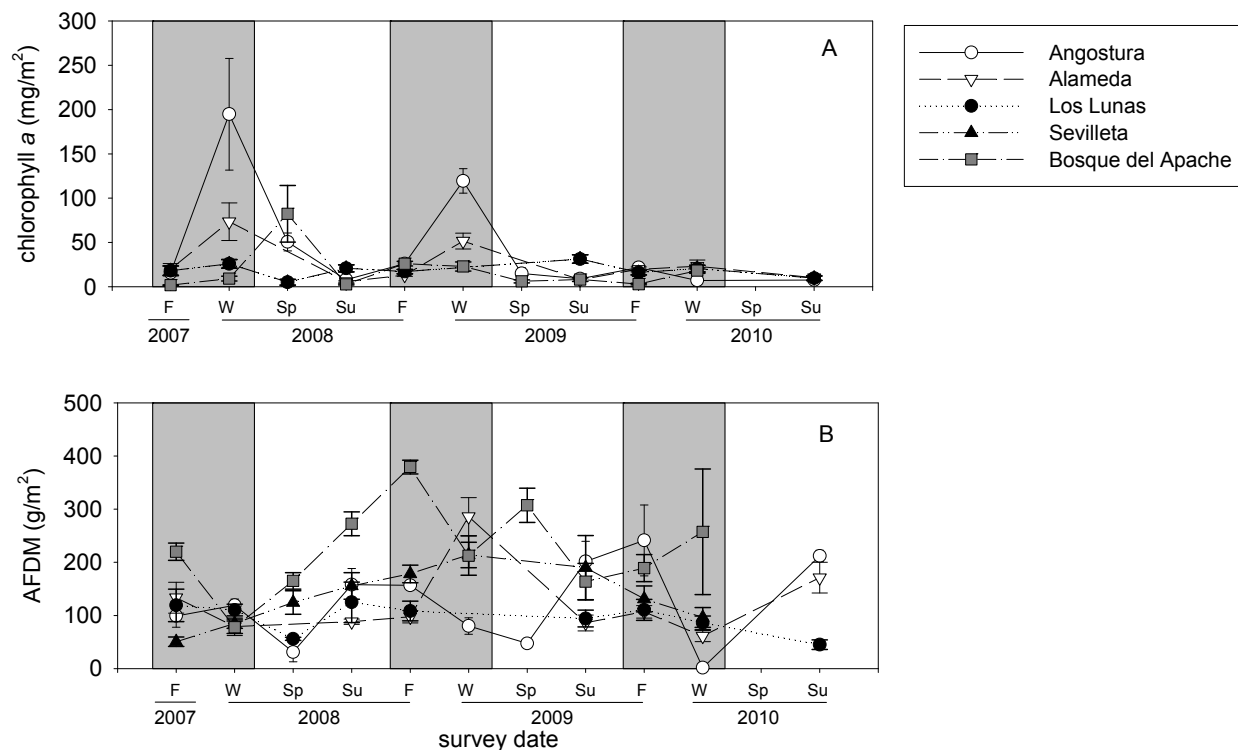 300
250
200
150
100
50
0
chlorophyll a (mg/m²)
A
F W Sp Su F W Sp Su F W Sp Su
2007 2008 2009 2010
Angostura
Alameda
Los Lunas
Sevilleta
Bosque del Apache
500
400
300
200
100
0
AFDM (g/m²)
B
F W Sp Su F W Sp Su F W Sp Su
2007 2008 2009 2010
survey date